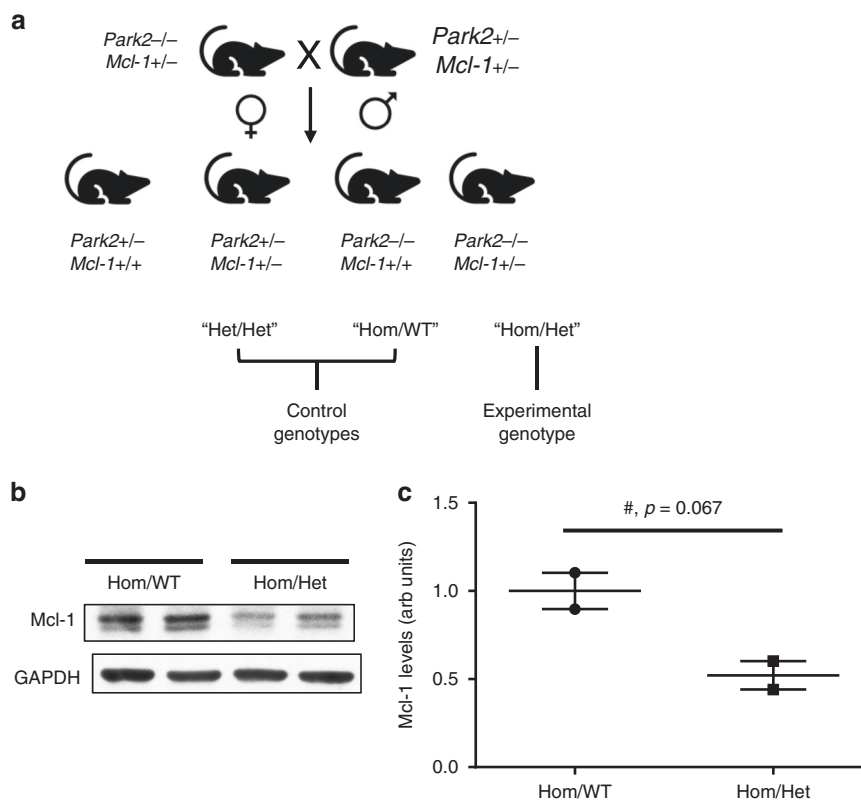 a
Park2–/–
Mcl-1+/–
X
Park2+/–
Mcl-1+/–
♀
♂
Park2+/–
Mcl-1+/+
Park2+/–
Mcl-1+/–
Park2–/–
Mcl-1+/+
Park2–/–
Mcl-1+/–
“Het/Het”
“Hom/WT”
“Hom/Het”
Control
genotypes
Experimental
genotype
b
Hom/WT
Hom/Het
Mcl-1
GAPDH
c
Mcl-1 levels (arb units)
1.5
1.0
0.5
0.0
#, p = 0.067
Hom/WT
Hom/Het